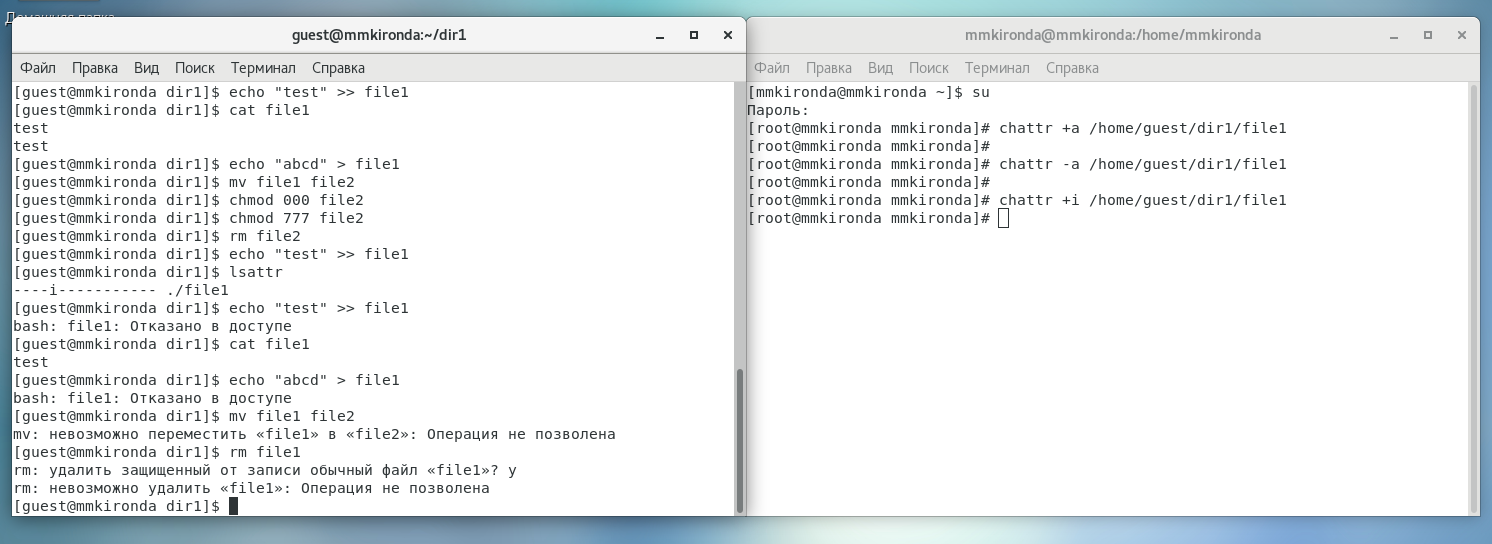 Домашняя папка
guest@mmkironda:~/dir1
Файл Правка Вид Поиск Терминал Справка
[guest@mmkironda dir1]$ echo "test" >> file1
[guest@mmkironda dir1]$ cat file1
test
test
[guest@mmkironda dir1]$ echo "abcd" > file1
[guest@mmkironda dir1]$ mv file1 file2
[guest@mmkironda dir1]$ chmod 000 file2
[guest@mmkironda dir1]$ chmod 777 file2
[guest@mmkironda dir1]$ rm file2
[guest@mmkironda dir1]$ echo "test" >> file1
[guest@mmkironda dir1]$ lsattr
----i----------- ./file1
[guest@mmkironda dir1]$ echo "test" >> file1
bash: file1: Отказано в доступе
[guest@mmkironda dir1]$ cat file1
test
[guest@mmkironda dir1]$ echo "abcd" > file1
bash: file1: Отказано в доступе
[guest@mmkironda dir1]$ mv file1 file2
mv: невозможно переместить «file1» в «file2»: Операция не позволена
[guest@mmkironda dir1]$ rm file1
rm: удалить защищенный от записи обычный файл «file1»? y
rm: невозможно удалить «file1»: Операция не позволена
[guest@mmkironda dir1]$
mmkironda@mmkironda:/home/mmkironda
Файл Правка Вид Поиск Терминал Справка
[mmkironda@mmkironda ~]$ su
Пароль:
[root@mmkironda mmkironda]# chattr +a /home/guest/dir1/file1
[root@mmkironda mmkironda]#
[root@mmkironda mmkironda]# chattr -a /home/guest/dir1/file1
[root@mmkironda mmkironda]#
[root@mmkironda mmkironda]# chattr +i /home/guest/dir1/file1
[root@mmkironda mmkironda]#